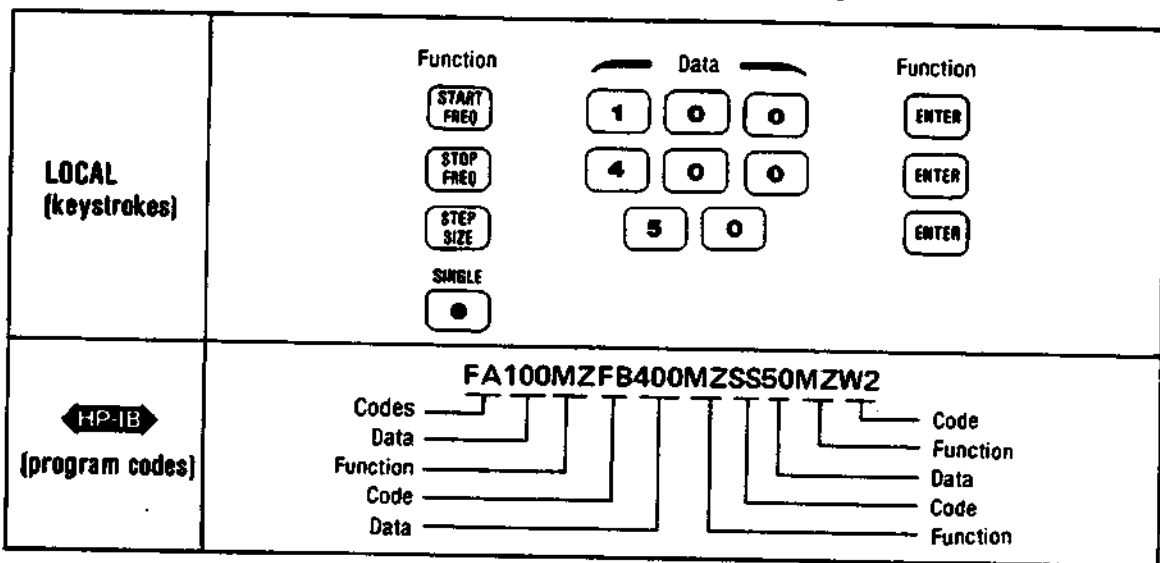 Function Data Function
START FREQ 1 0 0 ENTER
STOP FREQ 4 0 0 ENTER
LOCAL
(keystrokes)
STEP SIZE 5 0 ENTER
SINGLE
HP-IB
(program codes)
FA100MZFB400MZSS50MZW2
Codes
Data
Function
Code
Data
Code
Function
Data
Code
Function